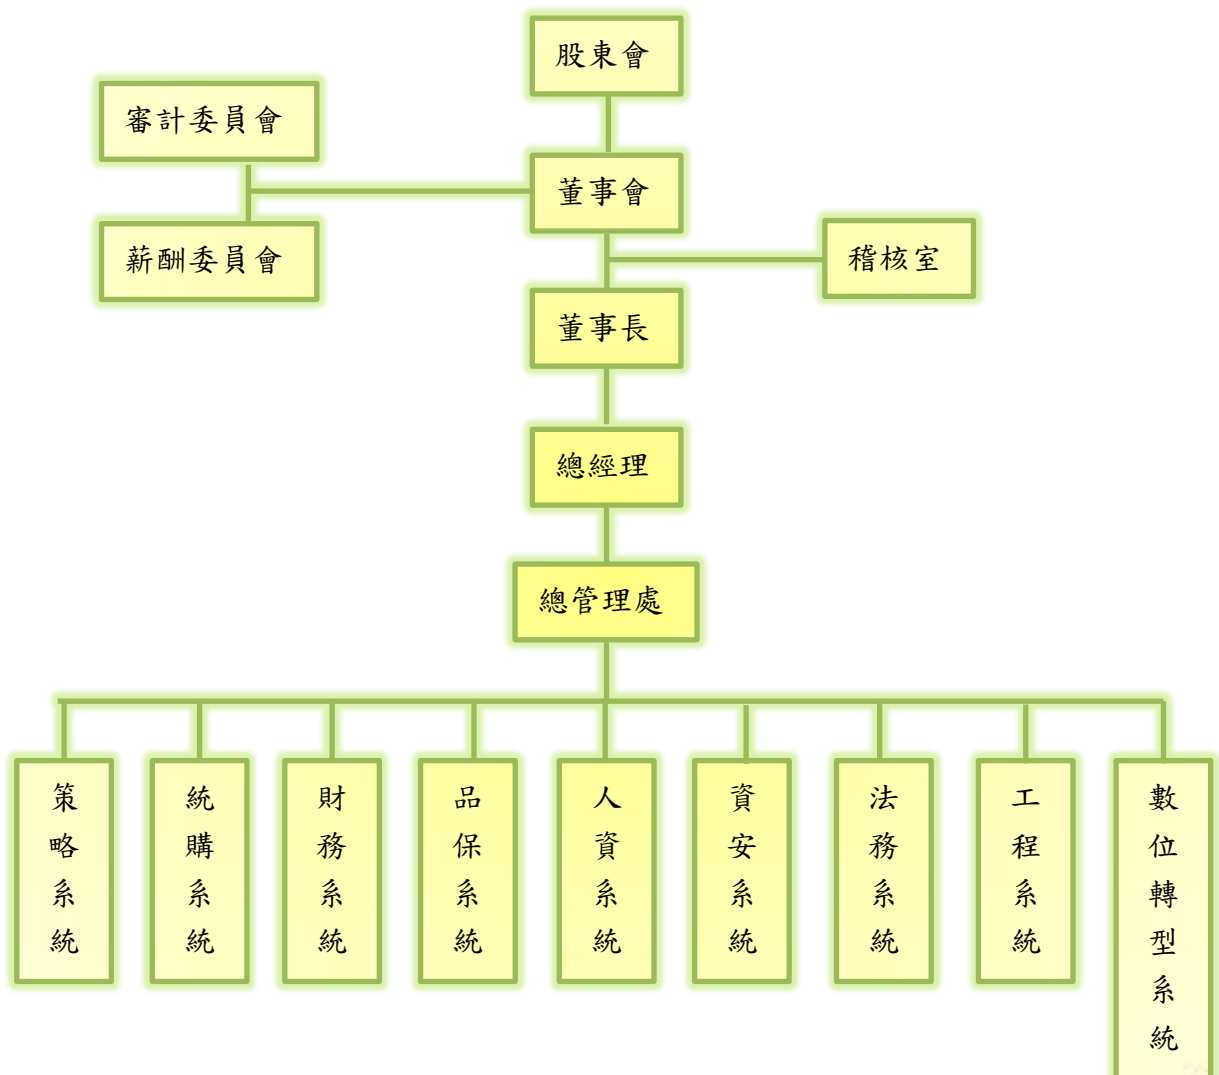 股東會
審計委員會
董事會
薪酬委員會
稽核室
董事長
總經理
總管理處
策略系統
統購系統
財務系統
品保系統
人資系統
資安系統
法務系統
工程系統
數位轉型系統